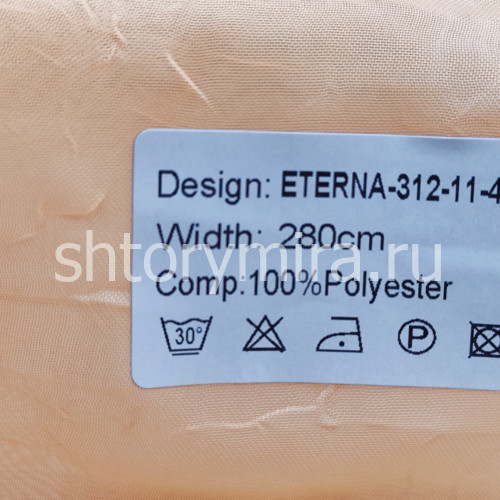 Design: ETERNA-312-11-4
Width: 280cm
shtorymira.ru
Comp:100%Polyester
30°
P